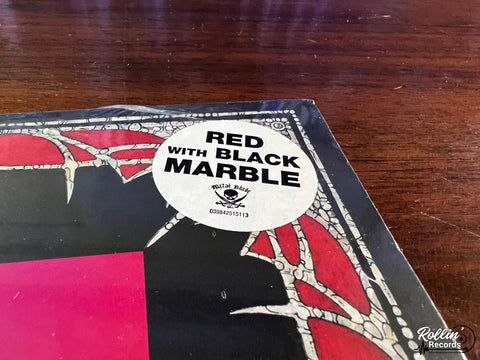 RED
WITH BLACK
MARBLE
Metal Blade
039842515113
Rollin'
Records